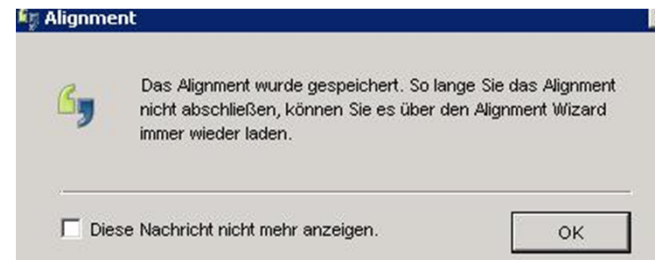 Alignment
Das Alignment wurde gespeichert. So lange Sie das Alignment
nicht abschließen, können Sie es über den Alignment Wizard
immer wieder laden.
Diese Nachricht nicht mehr anzeigen.
OK